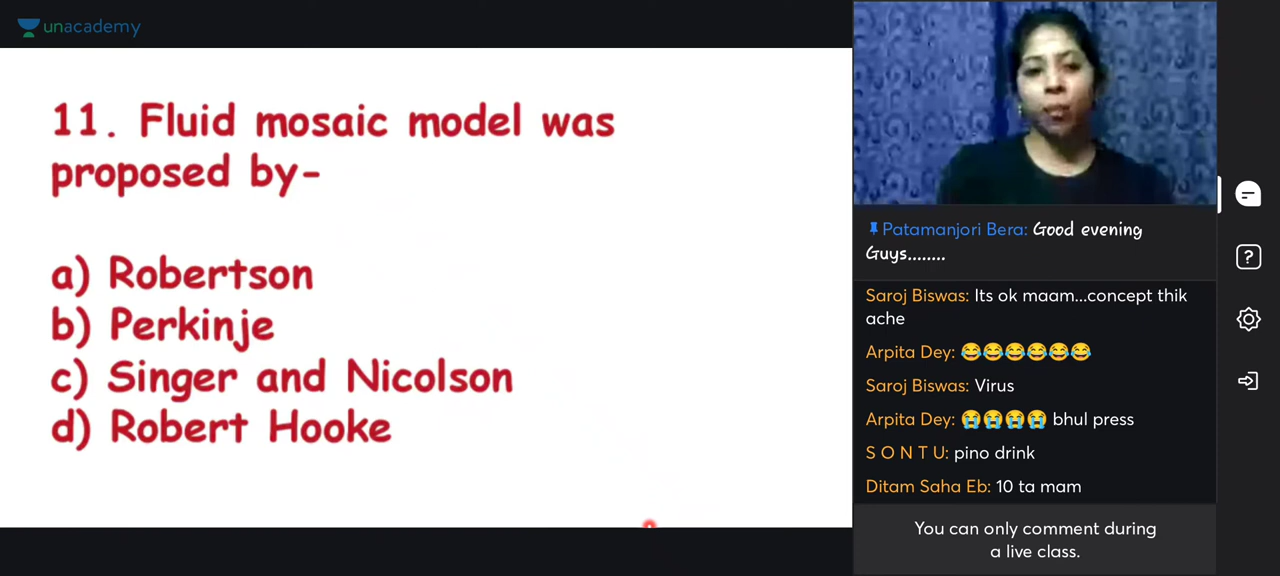 unacademy
11. Fluid mosaic model was
proposed by-
a) Robertson
b) Perkinje
c) Singer and Nicolson
d) Robert Hooke
Patamanjori Bera: Good evening
Guys........
Saroj Biswas: Its ok maam...concept thik
ache
Arpita Dey: 😂😂😂😂😂😂
Saroj Biswas: Virus
Arpita Dey: 😭😭😭😭 bhul press
S O N T U: pino drink
Ditam Saha Eb: 10 ta mam
You can only comment during
a live class.